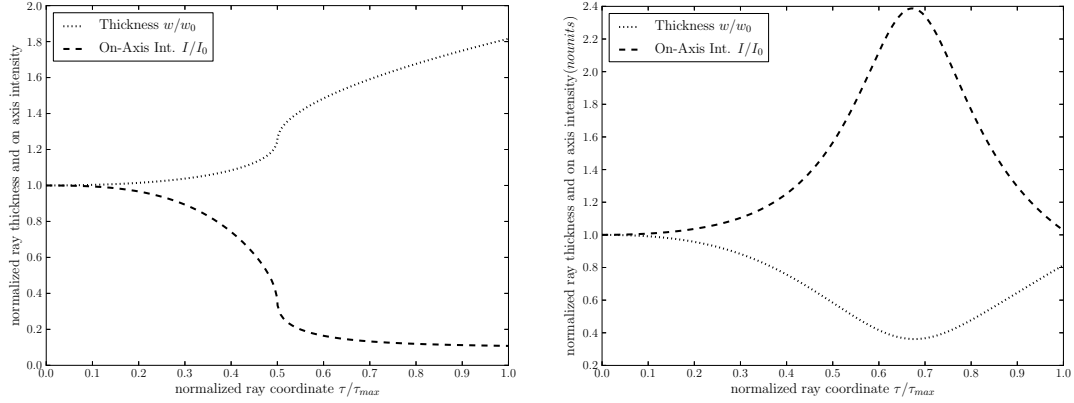 Thickness w/w₀
On-Axis Int. I/I₀
normalized ray thickness and on axis intensity
2.0
1.8
1.6
1.4
1.2
1.0
0.8
0.6
0.4
0.2
0.0
0.0 0.1 0.2 0.3 0.4 0.5 0.6 0.7 0.8 0.9 1.0
normalized ray coordinate τ/τmax
Thickness w/w₀
On-Axis Int. I/I₀
normalized ray thickness and on axis intensity(nounits)
2.4
2.2
2.0
1.8
1.6
1.4
1.2
1.0
0.8
0.6
0.4
0.2
0.0 0.1 0.2 0.3 0.4 0.5 0.6 0.7 0.8 0.9 1.0
normalized ray coordinate τ/τmax